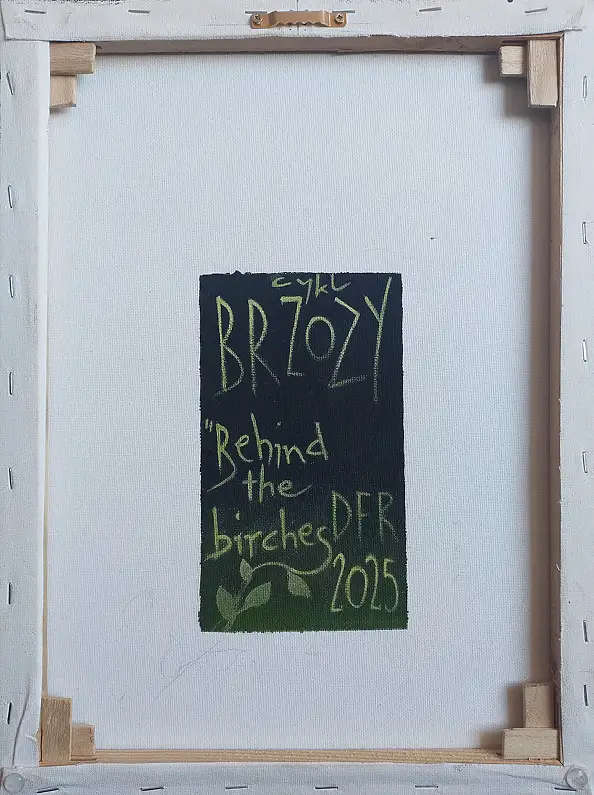 cykl
BRZOZY
"Behind
the
birches
DFR
2025